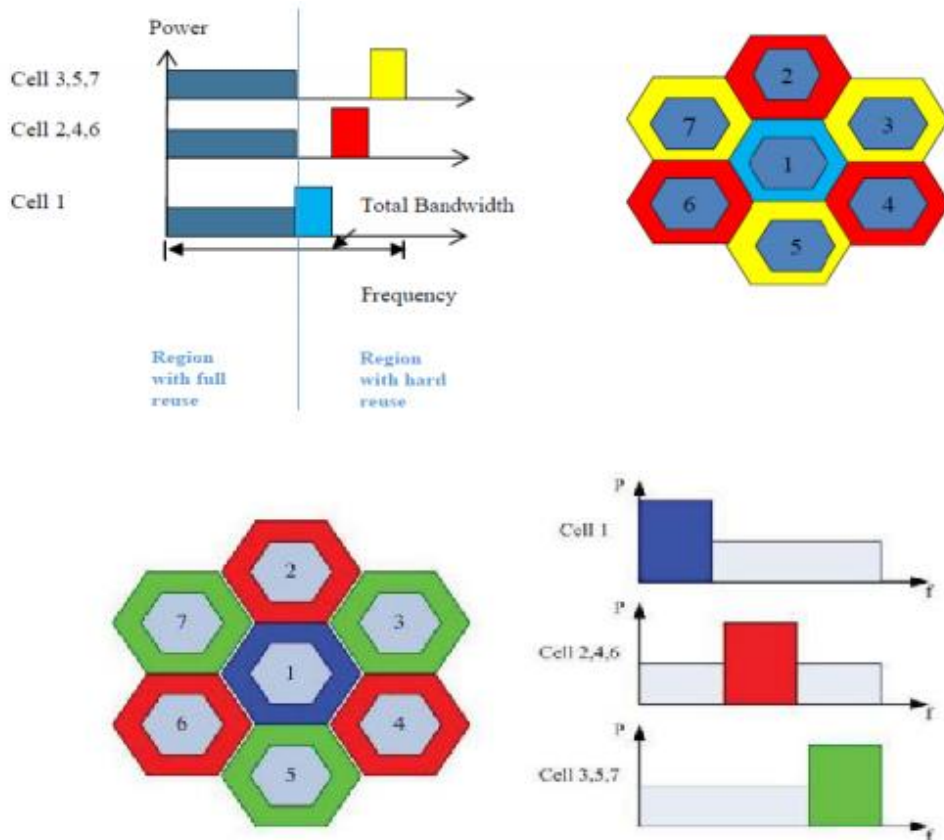 Power
Cell 3,5,7
Cell 2,4,6
Cell 1
Total Bandwidth
Frequency
Region
with full
reuse
Region
with hard
reuse
2
7
3
1
6
4
5
2
7
3
1
6
4
5
P
Cell 1
f
P
Cell 2,4,6
f
P
Cell 3,5,7
f